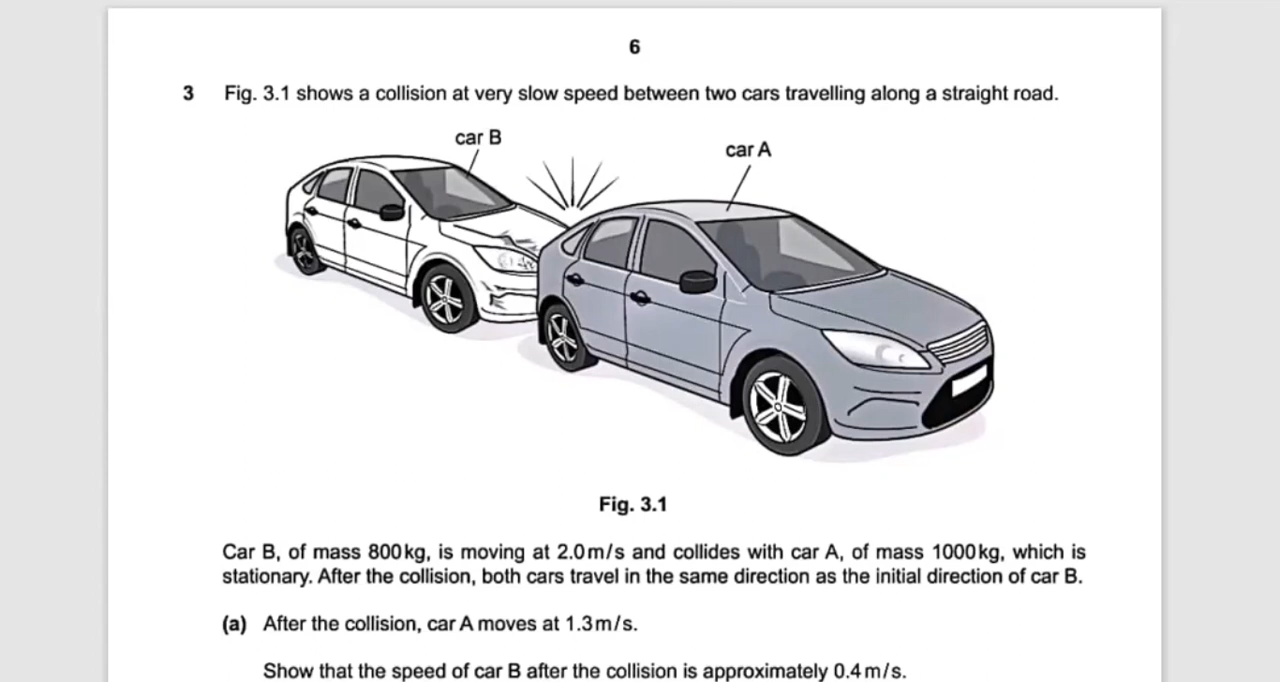 6
3 Fig. 3.1 shows a collision at very slow speed between two cars travelling along a straight road.
car B
car A
Fig. 3.1
Car B, of mass 800 kg, is moving at 2.0 m/s and collides with car A, of mass 1000 kg, which is
stationary. After the collision, both cars travel in the same direction as the initial direction of car B.
(a) After the collision, car A moves at 1.3 m/s.
Show that the speed of car B after the collision is approximately 0.4 m/s.